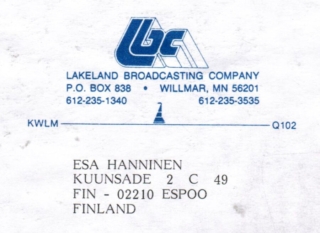 lbc
LAKELAND BROADCASTING COMPANY
P.O. BOX 838 • WILLMAR, MN 56201
612-235-1340 612-235-3535
KWLM Q102
ESA HANNINEN
KUUNSADE 2 C 49
FIN - 02210 ESPOO
FINLAND